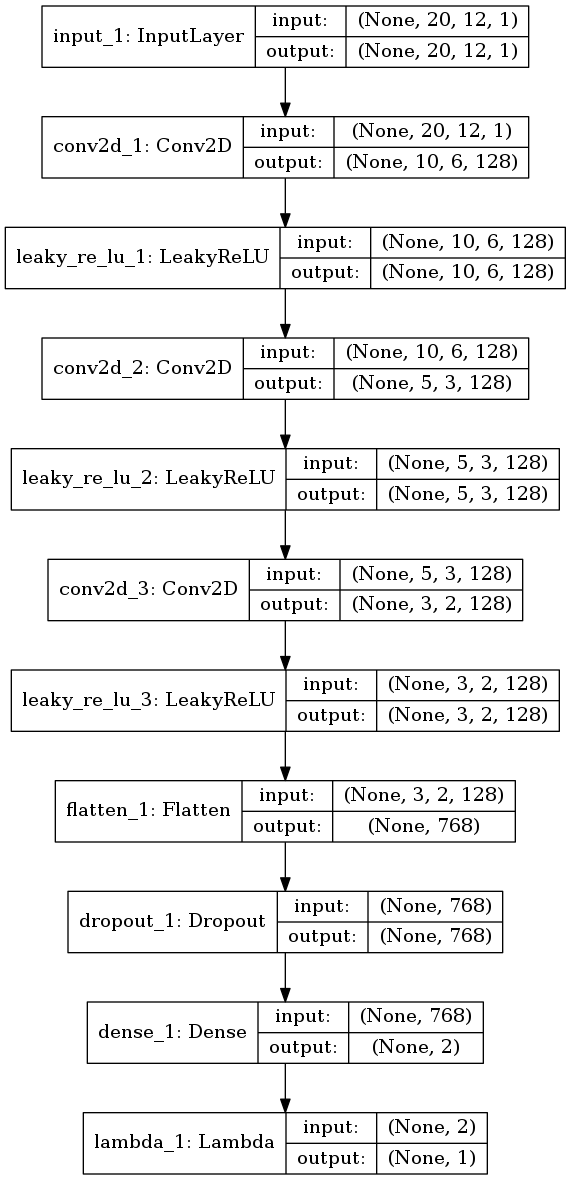 input_1: InputLayer input: (None, 20, 12, 1)
output: (None, 20, 12, 1)
conv2d_1: Conv2D input: (None, 20, 12, 1)
output: (None, 10, 6, 128)
leaky_re_lu_1: LeakyReLU input: (None, 10, 6, 128)
output: (None, 10, 6, 128)
conv2d_2: Conv2D input: (None, 10, 6, 128)
output: (None, 5, 3, 128)
leaky_re_lu_2: LeakyReLU input: (None, 5, 3, 128)
output: (None, 5, 3, 128)
conv2d_3: Conv2D input: (None, 5, 3, 128)
output: (None, 3, 2, 128)
leaky_re_lu_3: LeakyReLU input: (None, 3, 2, 128)
output: (None, 3, 2, 128)
flatten_1: Flatten input: (None, 3, 2, 128)
output: (None, 768)
dropout_1: Dropout input: (None, 768)
output: (None, 768)
dense_1: Dense input: (None, 768)
output: (None, 2)
lambda_1: Lambda input: (None, 2)
output: (None, 1)